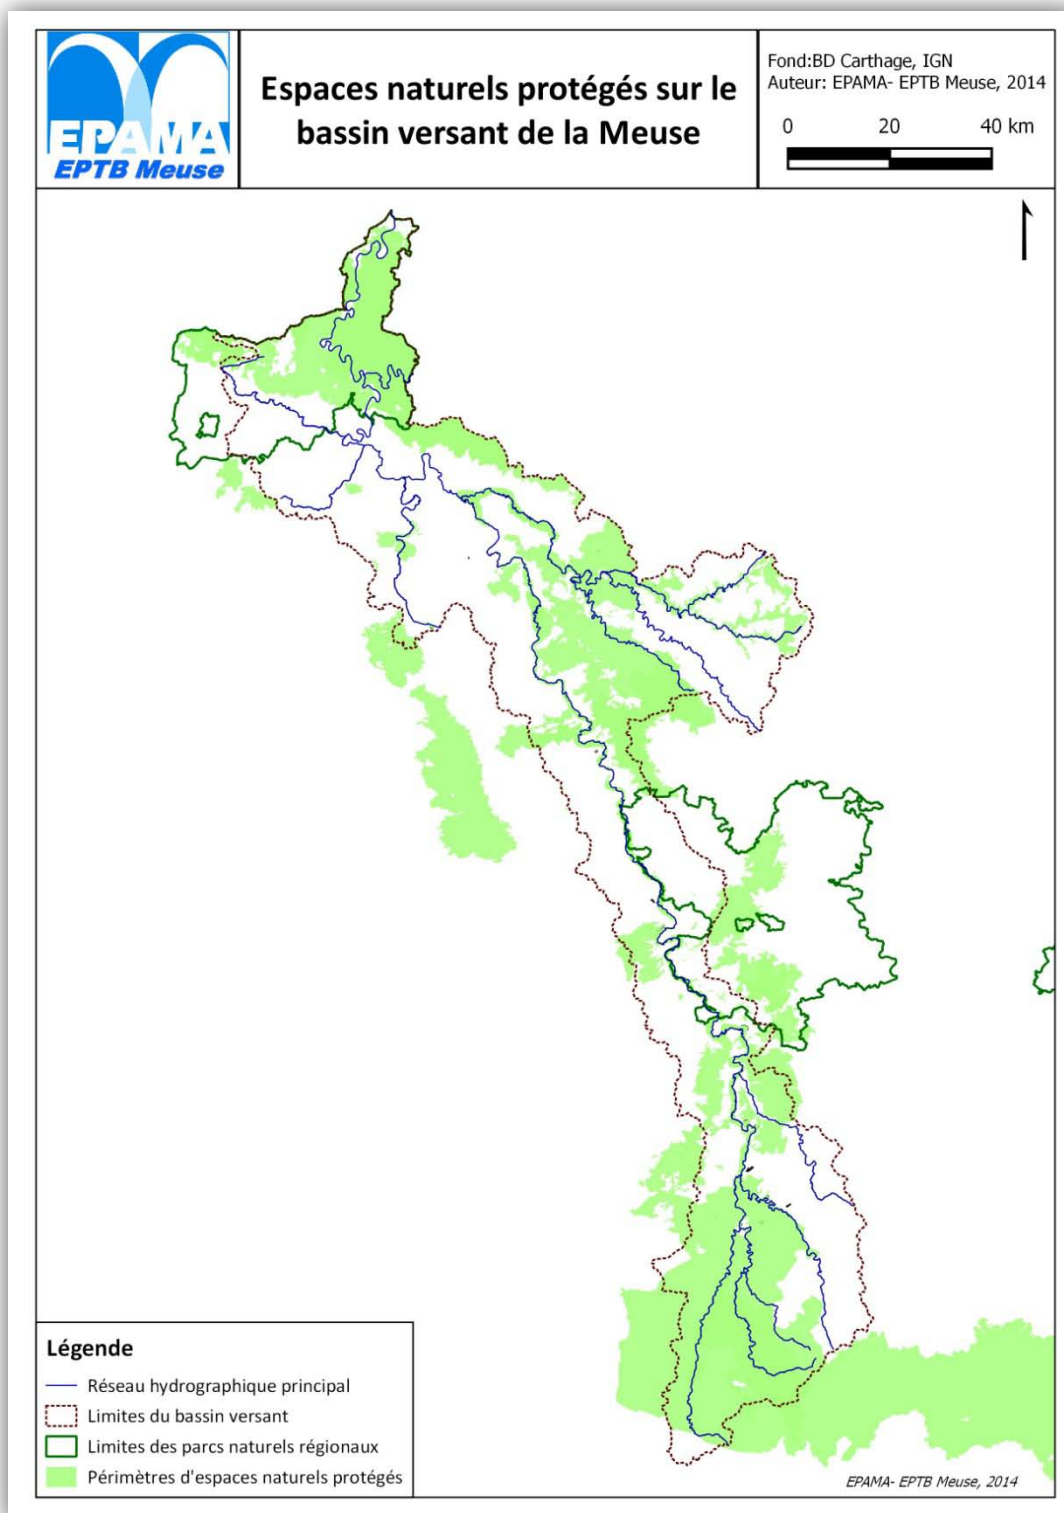 EPAMA
EPTB Meuse
Espaces naturels protégés sur le
bassin versant de la Meuse
Fond:BD Carthage, IGN
Auteur: EPAMA- EPTB Meuse, 2014
0 20 40 km
Légende
Réseau hydrographique principal
Limites du bassin versant
Limites des parcs naturels régionaux
Périmètres d'espaces naturels protégés
EPAMA- EPTB Meuse, 2014